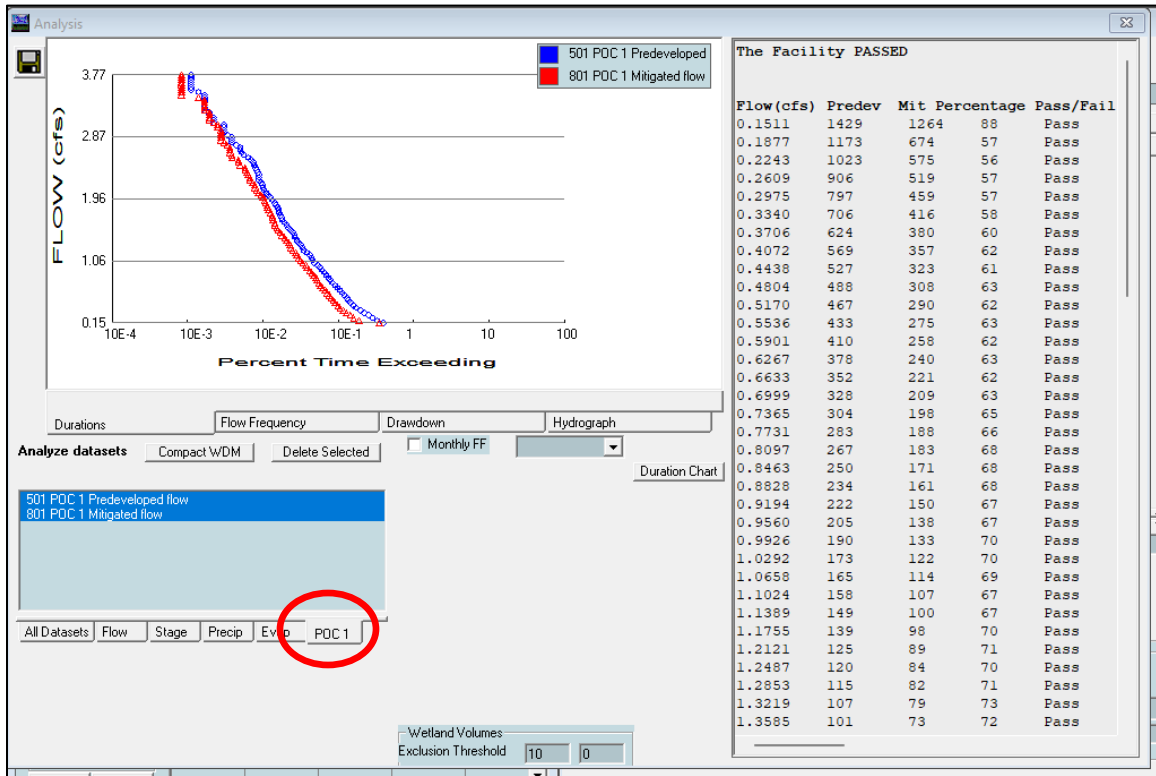 Analysis
501 POC 1 Predeveloped
801 POC 1 Mitigated flow
FLOW (cfs)
3.77
2.87
1.96
1.06
0.15
10E-4 10E-3 10E-2 10E-1 1 10 100
Percent Time Exceeding
Durations Flow Frequency Drawdown Hydrograph
Analyze datasets Compact WDM Delete Selected Monthly FF
Duration Chart
501 POC 1 Predeveloped flow
801 POC 1 Mitigated flow
All Datasets Flow Stage Precip Evap POC 1
Wetland Volumes
Exclusion Threshold 10 0
The Facility PASSED
Flow(cfs) Predev Mit Percentage Pass/Fail
0.1511 1429 1264 88 Pass
0.1877 1173 674 57 Pass
0.2243 1023 575 56 Pass
0.2609 906 519 57 Pass
0.2975 797 459 57 Pass
0.3340 706 416 58 Pass
0.3706 624 380 60 Pass
0.4072 569 357 62 Pass
0.4438 527 323 61 Pass
0.4804 488 308 63 Pass
0.5170 467 290 62 Pass
0.5536 433 275 63 Pass
0.5901 410 258 62 Pass
0.6267 378 240 63 Pass
0.6633 352 221 62 Pass
0.6999 328 209 63 Pass
0.7365 304 198 65 Pass
0.7731 283 188 66 Pass
0.8097 267 183 68 Pass
0.8463 250 171 68 Pass
0.8828 234 161 68 Pass
0.9194 222 150 67 Pass
0.9560 205 138 67 Pass
0.9926 190 133 70 Pass
1.0292 173 122 70 Pass
1.0658 165 114 69 Pass
1.1024 158 107 67 Pass
1.1389 149 100 67 Pass
1.1755 139 98 70 Pass
1.2121 125 89 71 Pass
1.2487 120 84 70 Pass
1.2853 115 82 71 Pass
1.3219 107 79 73 Pass
1.3585 101 73 72 Pass